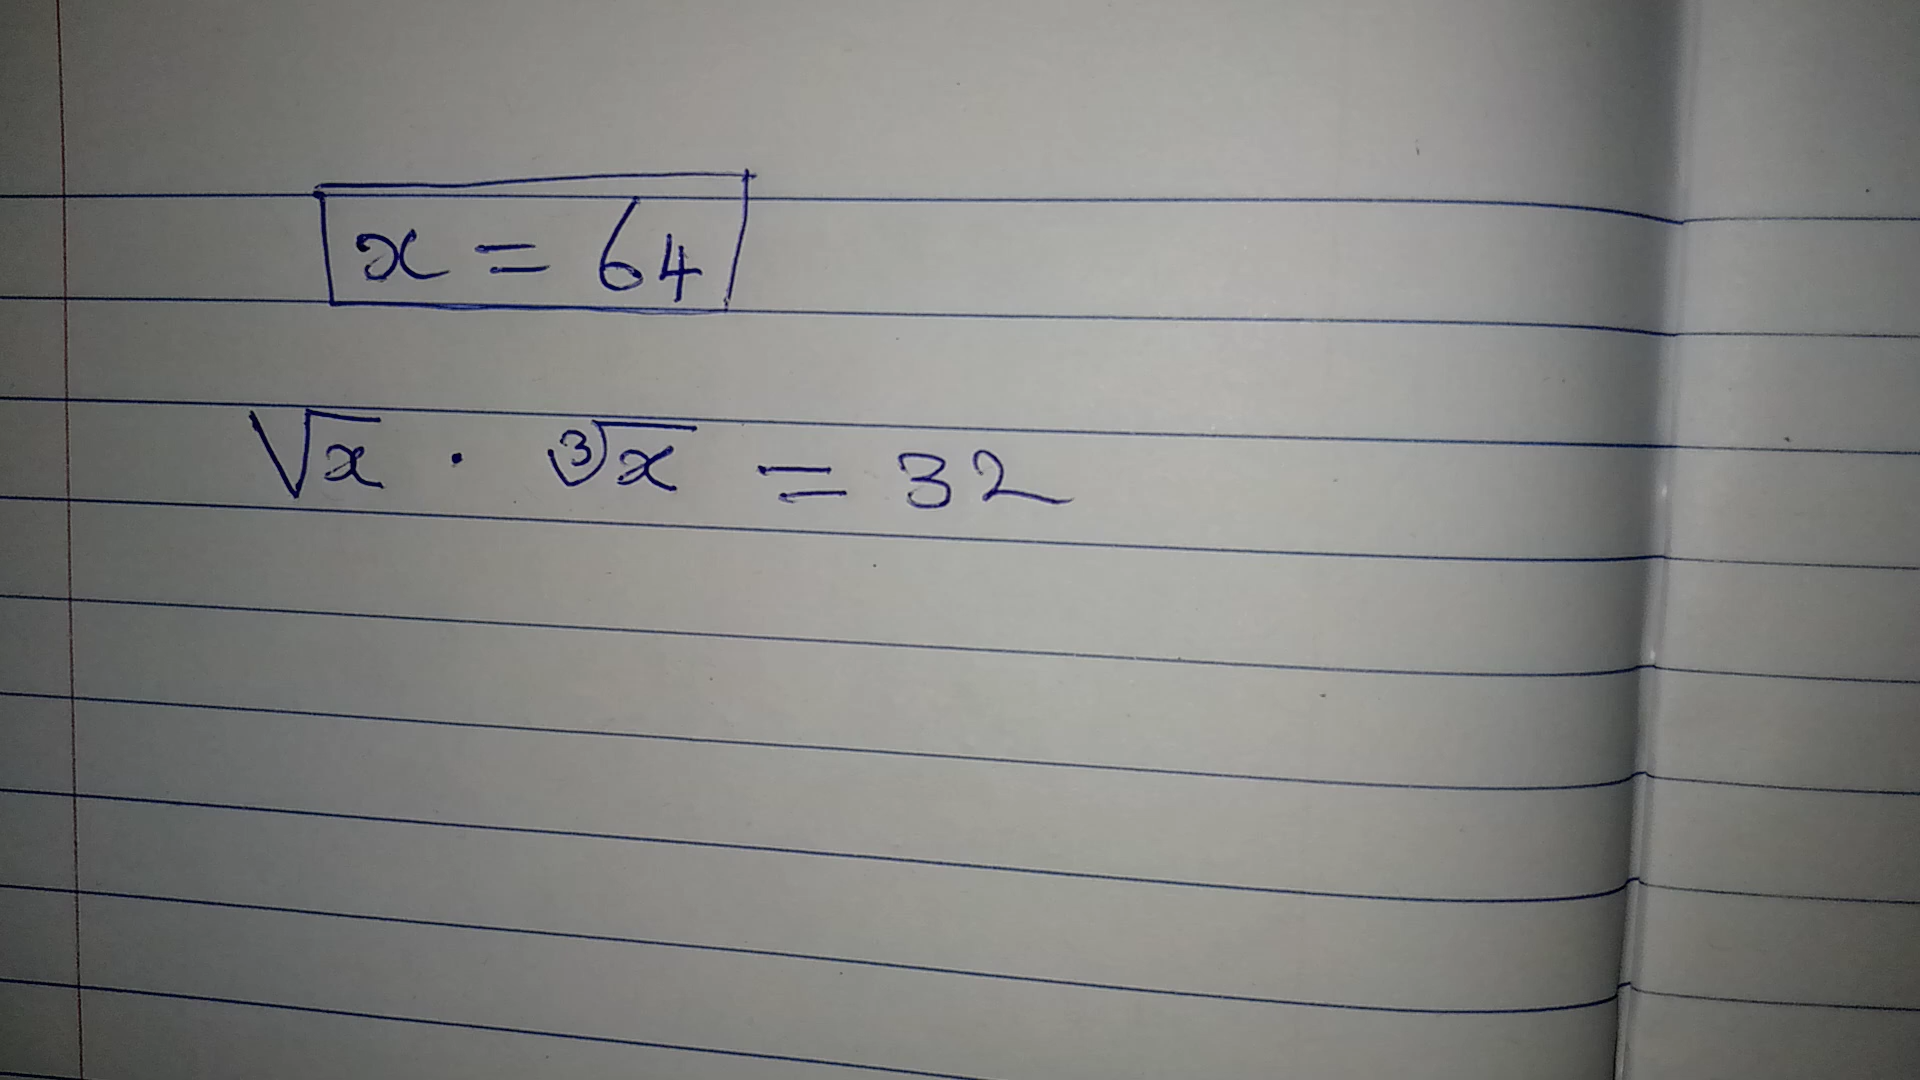 x = 64
√x · ∛x = 32